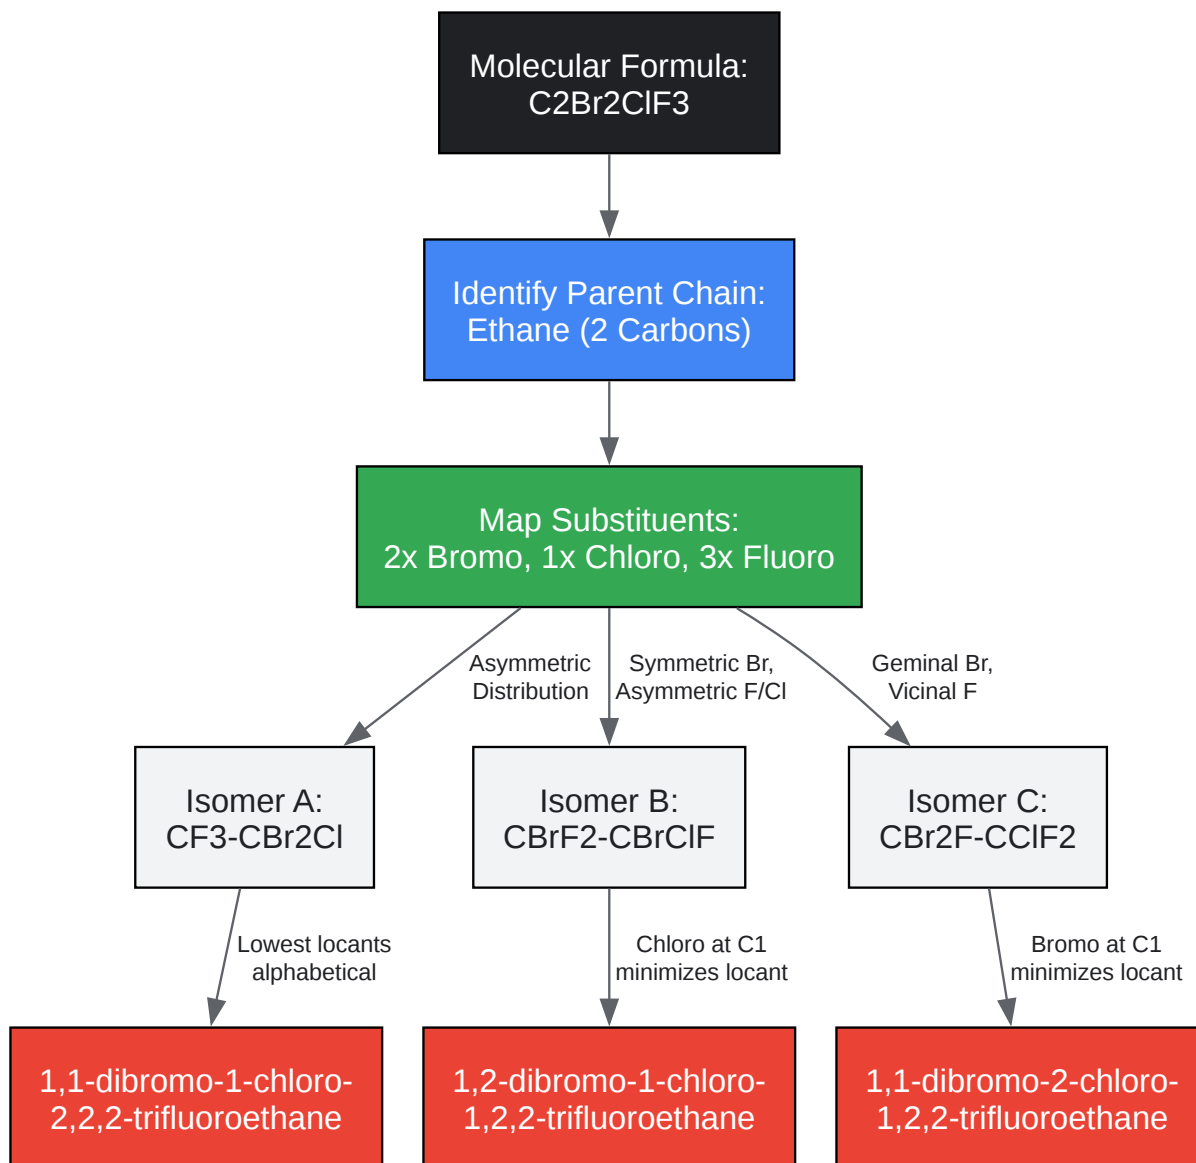 Molecular Formula:
C2Br2ClF3
Identify Parent Chain:
Ethane (2 Carbons)
Map Substituents:
2x Bromo, 1x Chloro, 3x Fluoro
Asymmetric
Distribution
Symmetric Br,
Asymmetric F/Cl
Geminal Br,
Vicinal F
Isomer A:
CF3-CBr2Cl
Isomer B:
CBrF2-CBrClF
Isomer C:
CBr2F-CClF2
Lowest locants
alphabetical
Chloro at C1
minimizes locant
Bromo at C1
minimizes locant
1,1-dibromo-1-chloro-
2,2,2-trifluoroethane
1,2-dibromo-1-chloro-
1,2,2-trifluoroethane
1,1-dibromo-2-chloro-
1,2,2-trifluoroethane